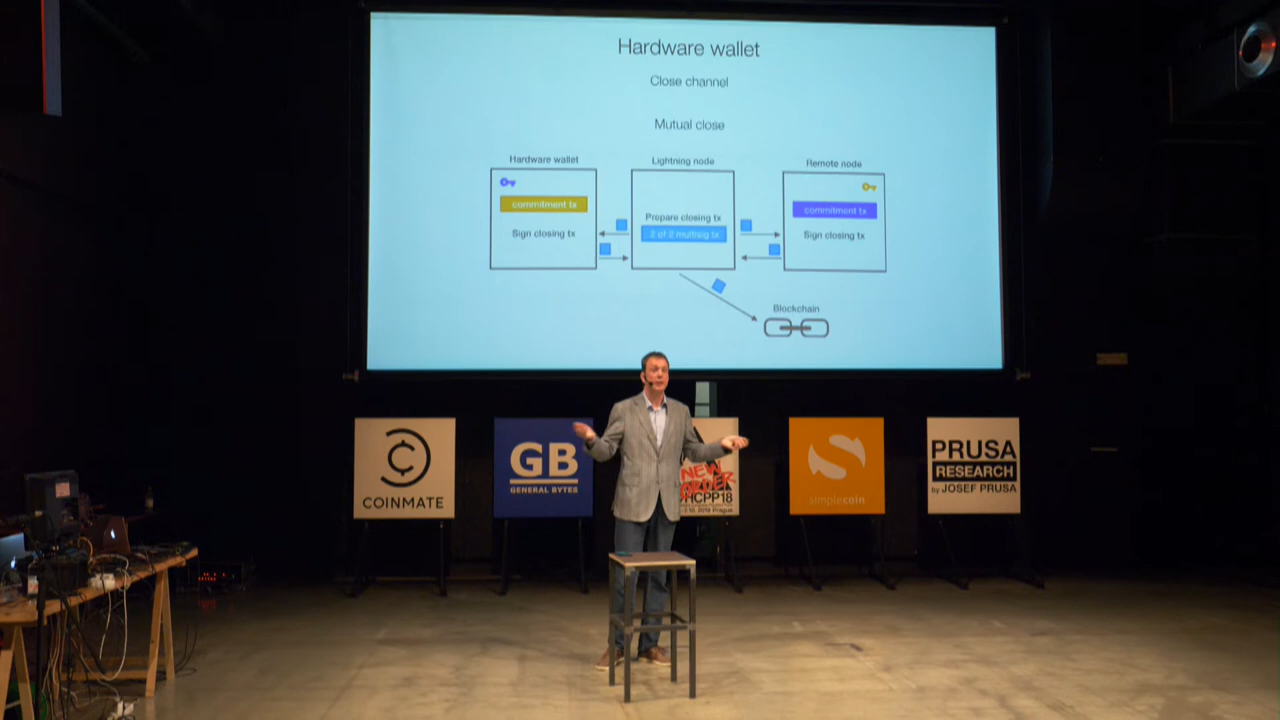 Hardware wallet
Close channel
Mutual close
Hardware wallet
Lightning node
Remote node
commitment tx
Sign closing tx
Prepare closing tx
2 of 2 multisig tx
commitment tx
Sign closing tx
Blockchain
COINMATE
GB
GENERAL BYTES
NEW
ORDER
HCPP18
2018 Prague
simplecoin
PRUSA
RESEARCH
by JOSEF PRUSA